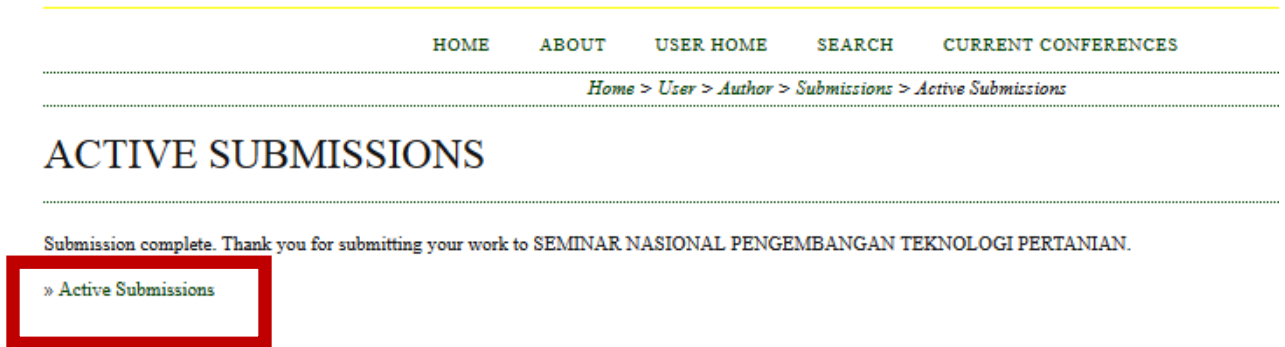 HOME ABOUT USER HOME SEARCH CURRENT CONFERENCES
Home > User > Author > Submissions > Active Submissions
ACTIVE SUBMISSIONS
Submission complete. Thank you for submitting your work to SEMINAR NASIONAL PENGEMBANGAN TEKNOLOGI PERTANIAN.
» Active Submissions